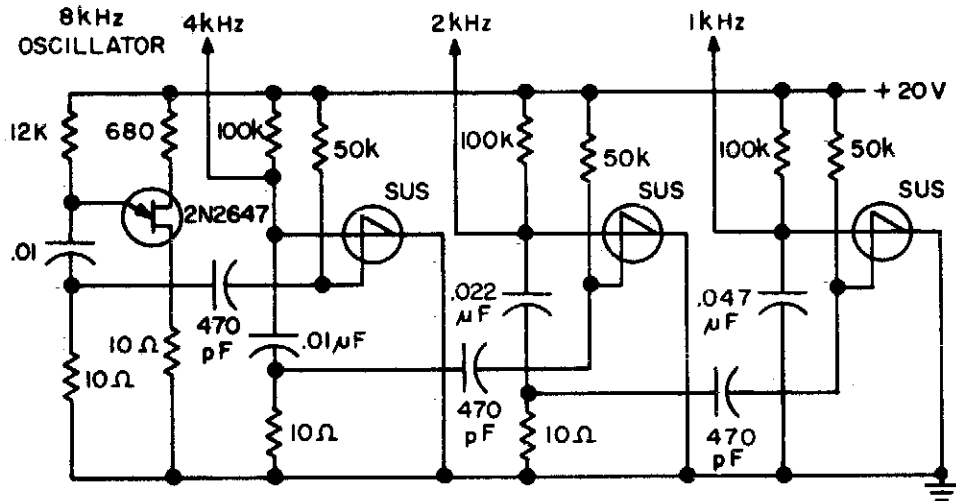 8kHz
OSCILLATOR
4kHz
2kHz
1kHz
+20V
12K
680
100k
50k
100k
50k
100k
50k
SUS
SUS
SUS
2N2647
.01
470
pF
.01μF
.022
μF
.047
μF
10Ω
10Ω
10Ω
470
pF
10Ω
470
pF